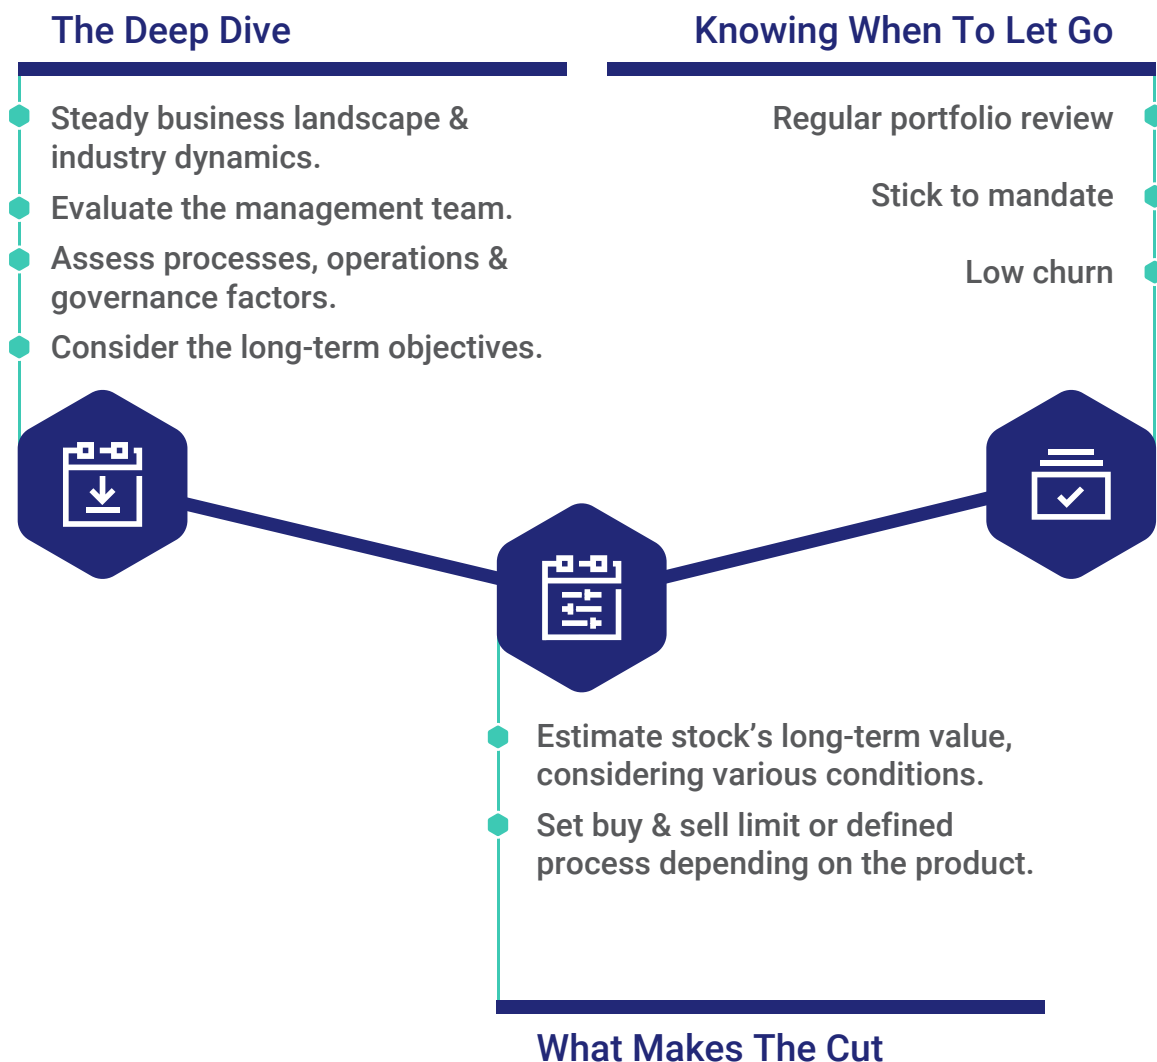 The Deep Dive
Steady business landscape &
industry dynamics.
Evaluate the management team.
Assess processes, operations &
governance factors.
Consider the long-term objectives.
Knowing When To Let Go
Regular portfolio review
Stick to mandate
Low churn
Estimate stock’s long-term value,
considering various conditions.
Set buy & sell limit or defined
process depending on the product.
What Makes The Cut